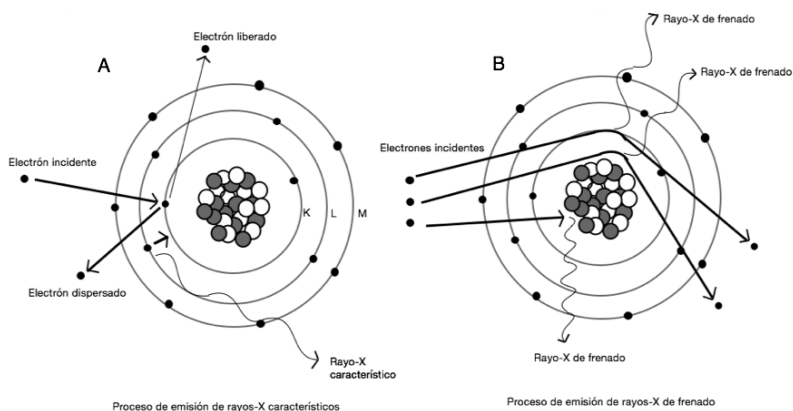 A
Electrón liberado
Electrón incidente
K
L
M
Electrón dispersado
Rayo-X
característico
Proceso de emisión de rayos-X característicos
B
Rayo-X de frenado
Rayo-X de frenado
Electrones incidentes
Rayo-X de frenado
Proceso de emisión de rayos-X de frenado